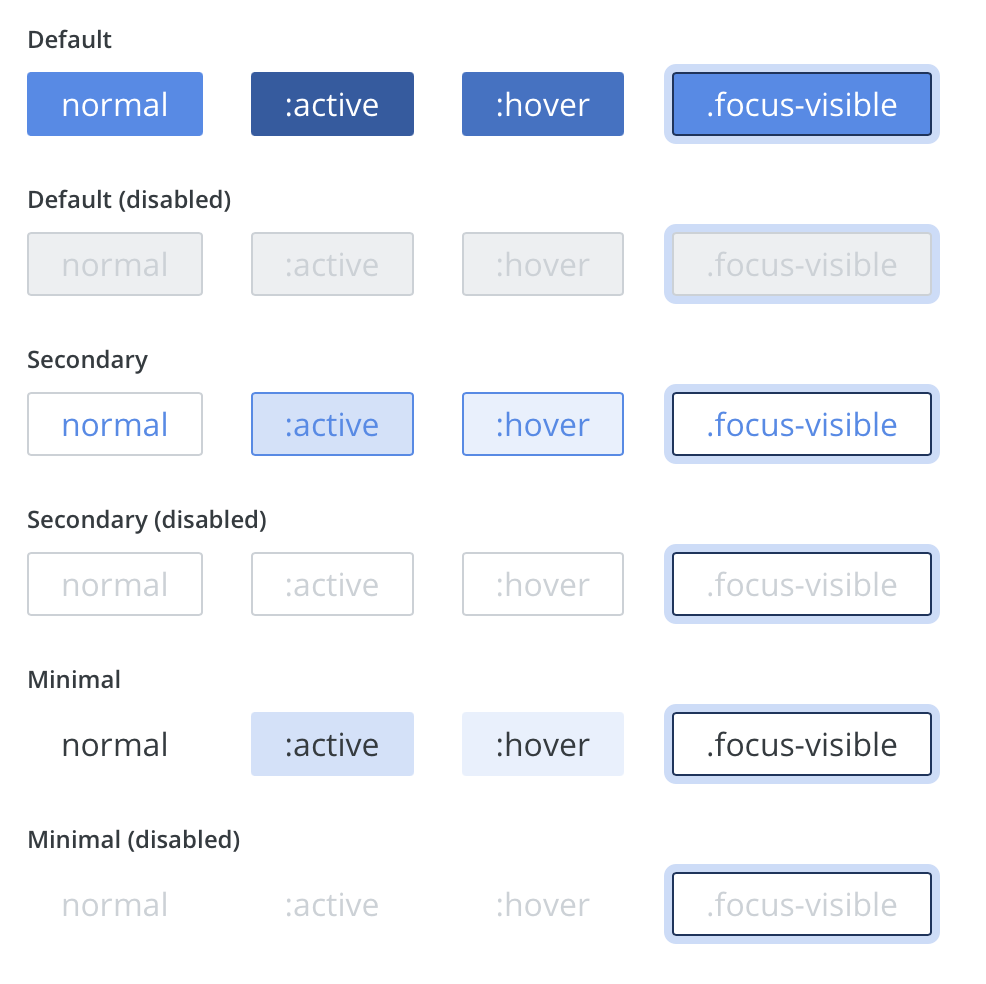 Default
normal :active :hover .focus-visible
Default (disabled)
normal :active :hover .focus-visible
Secondary
normal :active :hover .focus-visible
Secondary (disabled)
normal :active :hover .focus-visible
Minimal
normal :active :hover .focus-visible
Minimal (disabled)
normal :active :hover .focus-visible